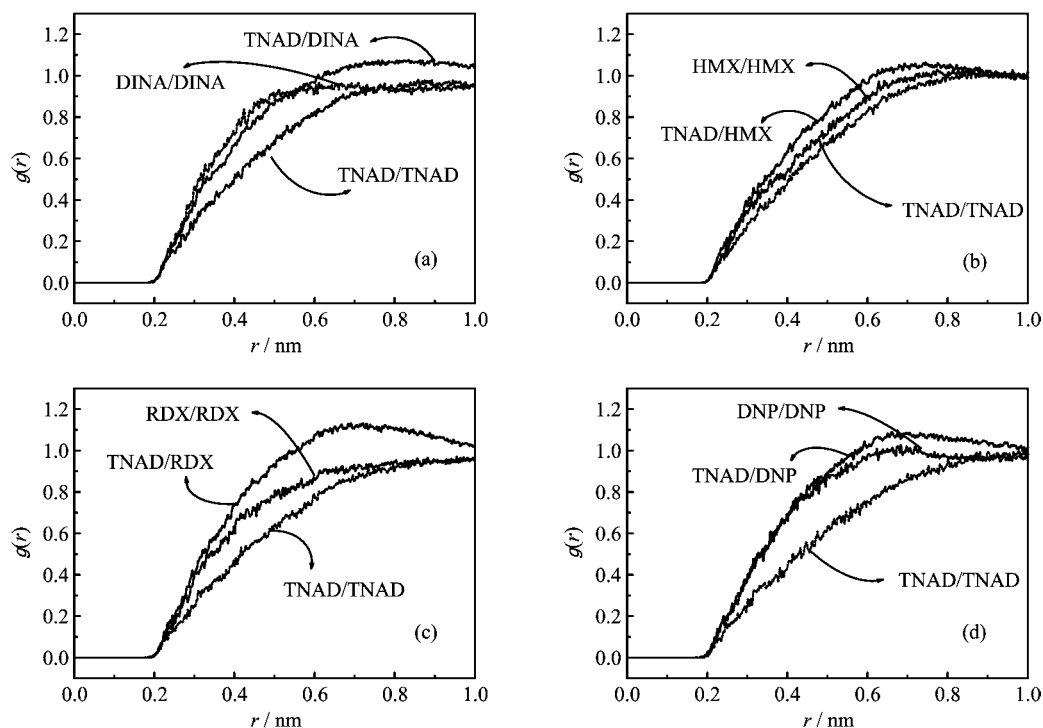 1.2
TNAD/DINA
1.0
DINA/DINA
0.8
0.6
TNAD/TNAD
0.4
0.2
(a)
0.0
g(r)
0.0 0.2 0.4 0.6 0.8 1.0
r / nm
1.2
HMX/HMX
1.0
TNAD/HMX
0.8
0.6
TNAD/TNAD
0.4
0.2
(b)
0.0
g(r)
0.0 0.2 0.4 0.6 0.8 1.0
r / nm
1.2
RDX/RDX
1.0
TNAD/RDX
0.8
0.6
TNAD/TNAD
0.4
0.2
(c)
0.0
g(r)
0.0 0.2 0.4 0.6 0.8 1.0
r / nm
1.2
DNP/DNP
1.0
TNAD/DNP
0.8
0.6
TNAD/TNAD
0.4
0.2
(d)
0.0
g(r)
0.0 0.2 0.4 0.6 0.8 1.0
r / nm